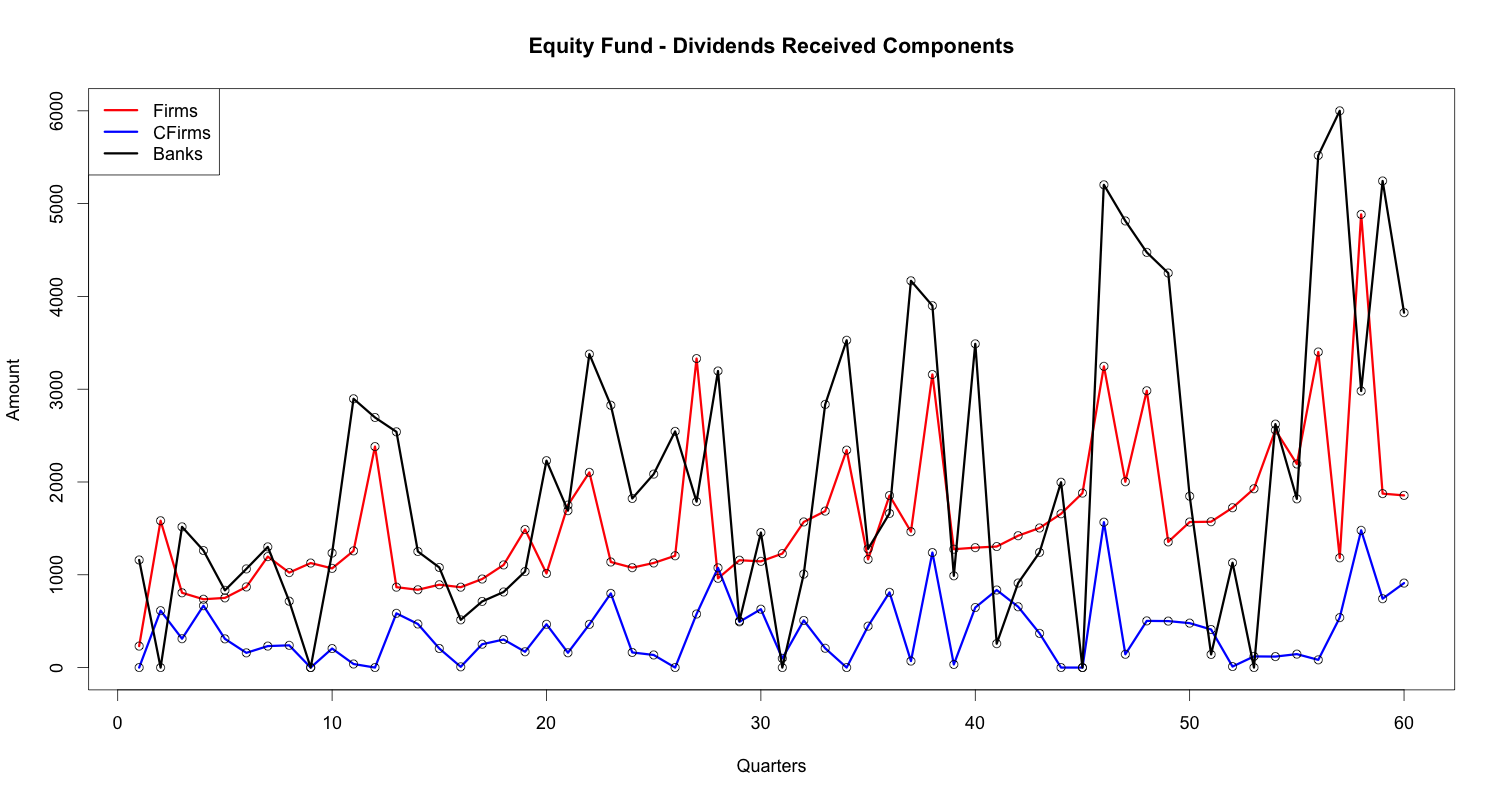 Equity Fund - Dividends Received Components
Firms
CFirms
Banks
6000
5000
4000
3000
2000
1000
0
Amount
0 10 20 30 40 50 60
Quarters